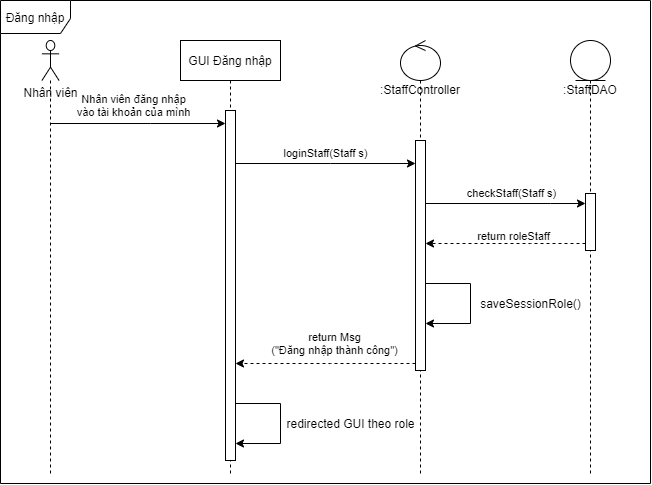 Đăng nhập
GUI Đăng nhập
Nhân viên
:StaffController
:StaffDAO
Nhân viên đăng nhập
vào tài khoản của mình
loginStaff(Staff s)
checkStaff(Staff s)
return roleStaff
saveSessionRole()
return Msg
("Đăng nhập thành công")
redirected GUI theo role